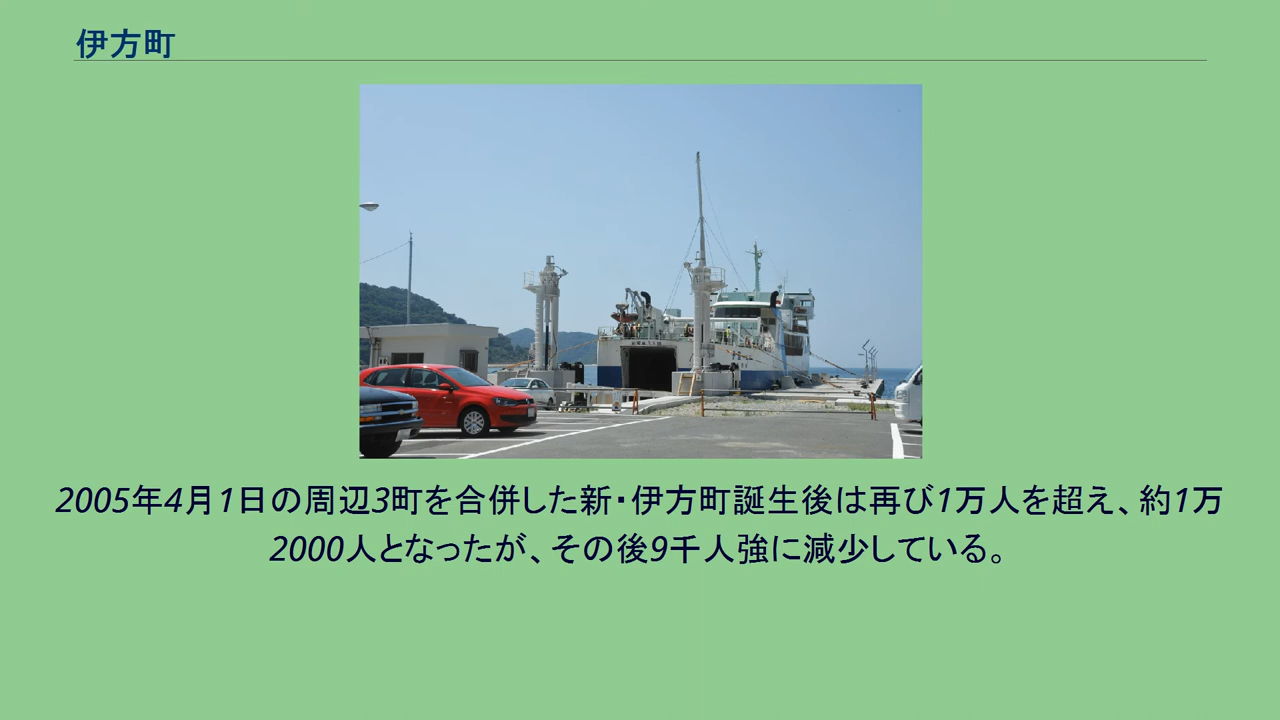 伊方町
2005年4月1日の周辺3町を合併した新・伊方町誕生後は再び1万人を超え、約1万
2000人となったが、その後9千人強に減少している。